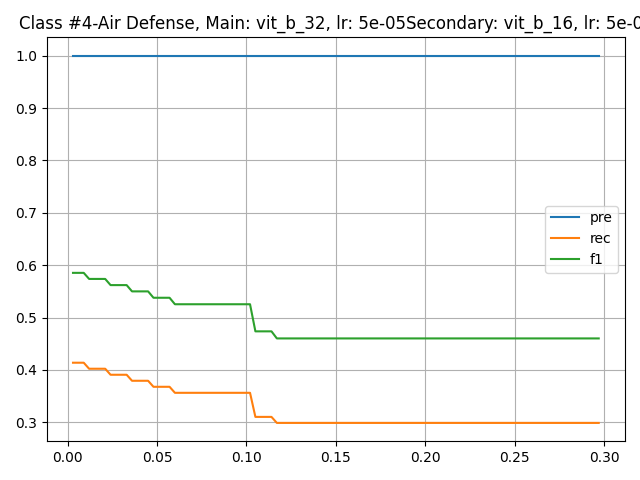 Class #4-Air Defense, Main: vit_b_32, lr: 5e-05Secondary: vit_b_16, lr: 5e-0
1.0
0.9
0.8
0.7
0.6
0.5
0.4
0.3
pre
rec
f1
0.00 0.05 0.10 0.15 0.20 0.25 0.30